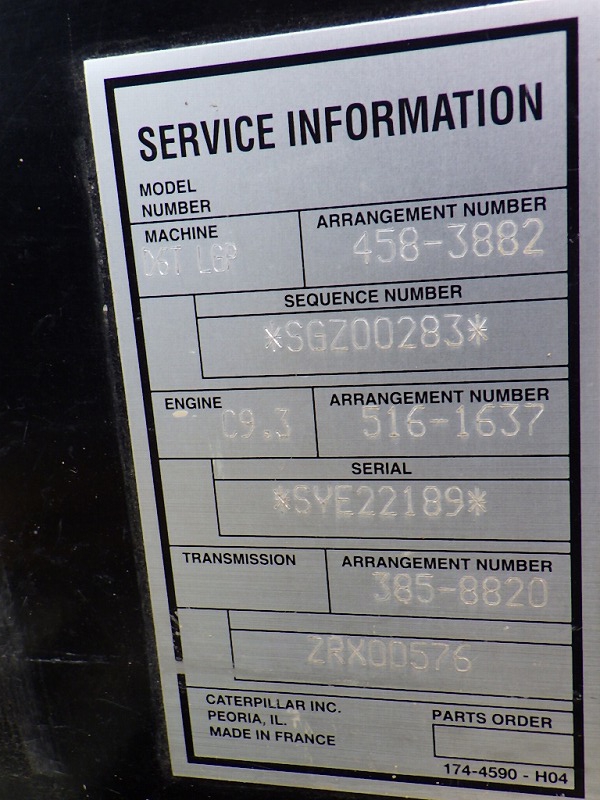 SERVICE INFORMATION
MODEL
NUMBER
MACHINE
D6T LGP
ARRANGEMENT NUMBER
458-3882
SEQUENCE NUMBER
*SGZ00283*
ENGINE
C9.3
ARRANGEMENT NUMBER
516-1637
SERIAL
*SYE22189*
TRANSMISSION
ARRANGEMENT NUMBER
385-8820
ZRX00576
CATERPILLAR INC.
PEORIA, IL.
MADE IN FRANCE
PARTS ORDER
174-4590 - H04